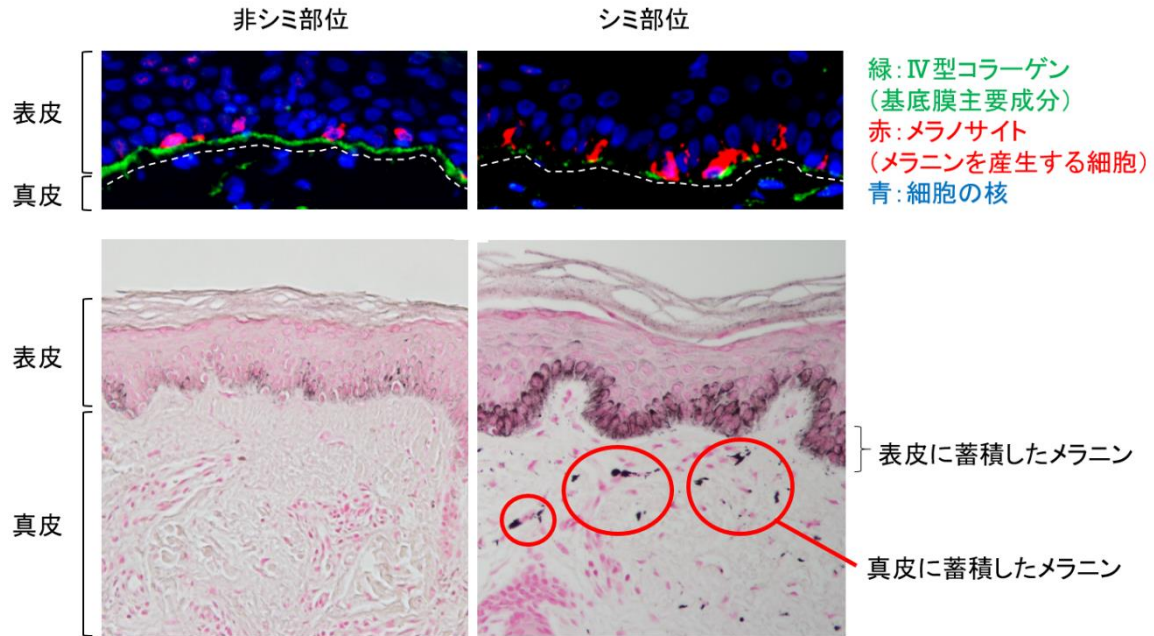 非シミ部位
シミ部位
表皮
真皮
緑：Ⅳ型コラーゲン
（基底膜主要成分）
赤：メラノサイト
（メラニンを産生する細胞）
青：細胞の核
表皮
真皮
表皮に蓄積したメラニン
真皮に蓄積したメラニン